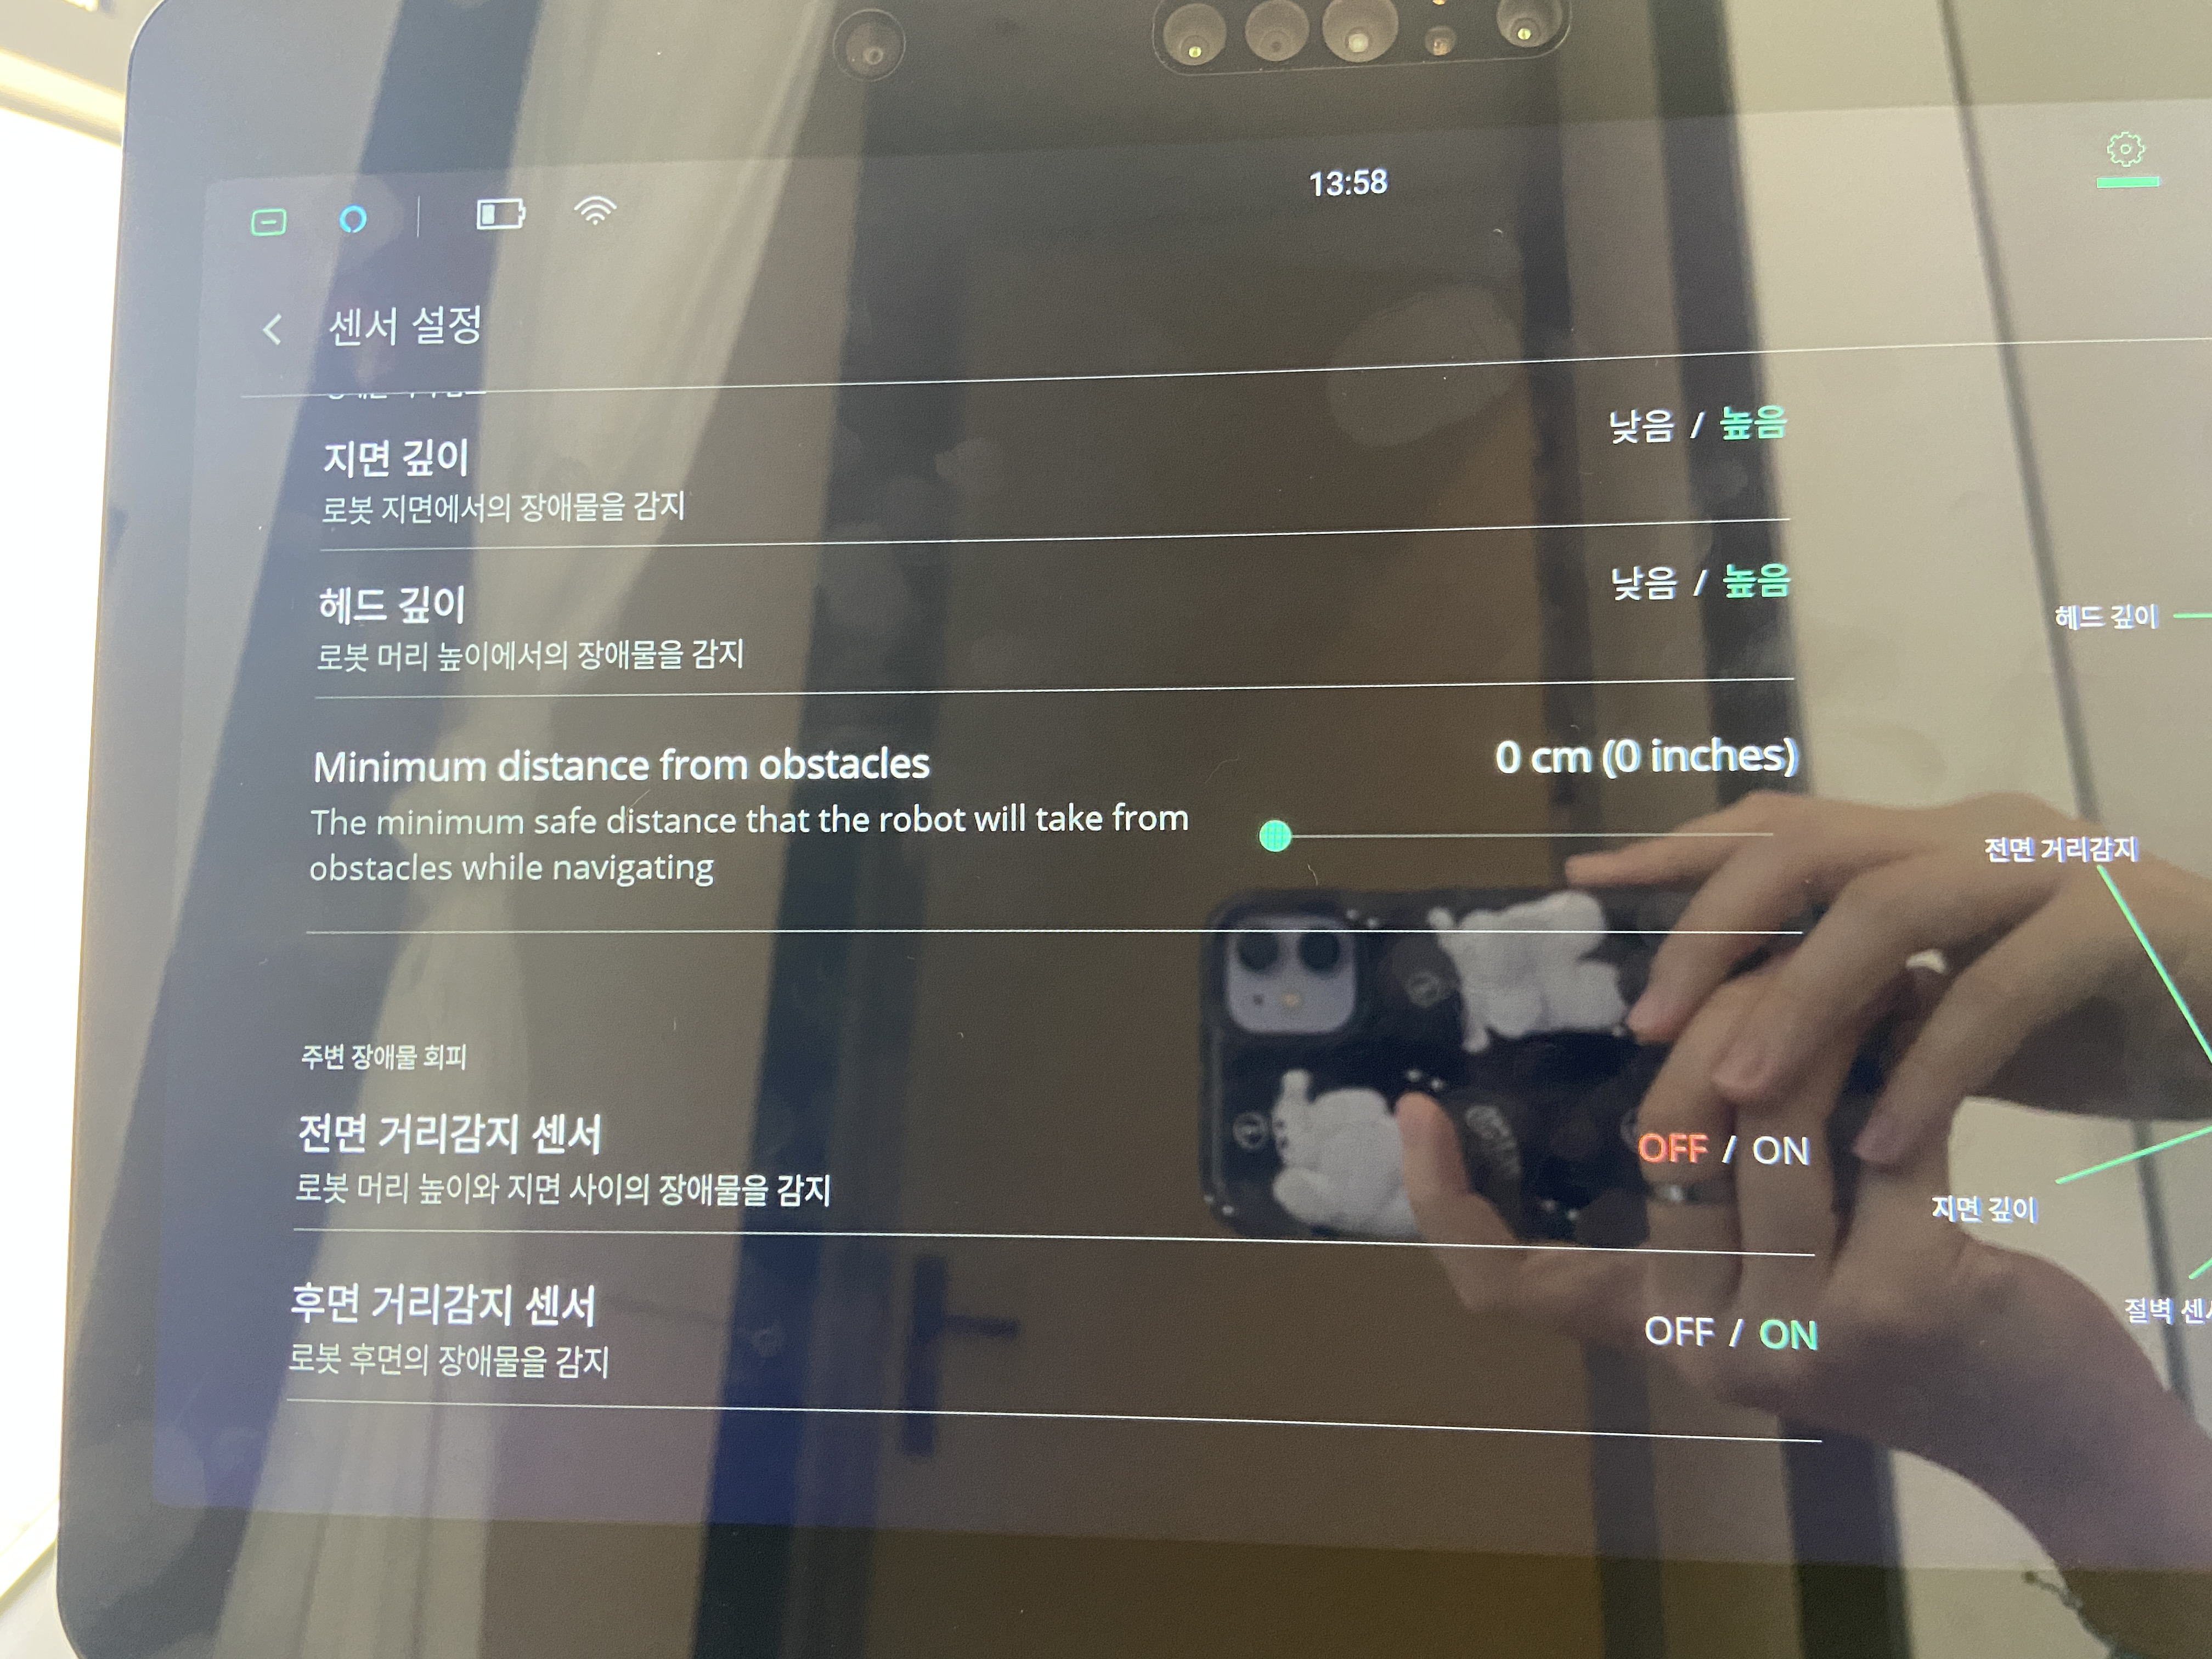 13:58
센서 설정
지면 깊이
낮음 / 높음
로봇 지면에서의 장애물을 감지
헤드 깊이
낮음 / 높음
로봇 머리 높이에서의 장애물을 감지
Minimum distance from obstacles
0 cm (0 inches)
The minimum safe distance that the robot will take from
obstacles while navigating
주변 장애물 회피
전면 거리감지 센서
OFF / ON
로봇 머리 높이와 지면 사이의 장애물을 감지
후면 거리감지 센서
OFF / ON
로봇 후면의 장애물을 감지
헤드 깊이
전면 거리감지
지면 깊이
절벽